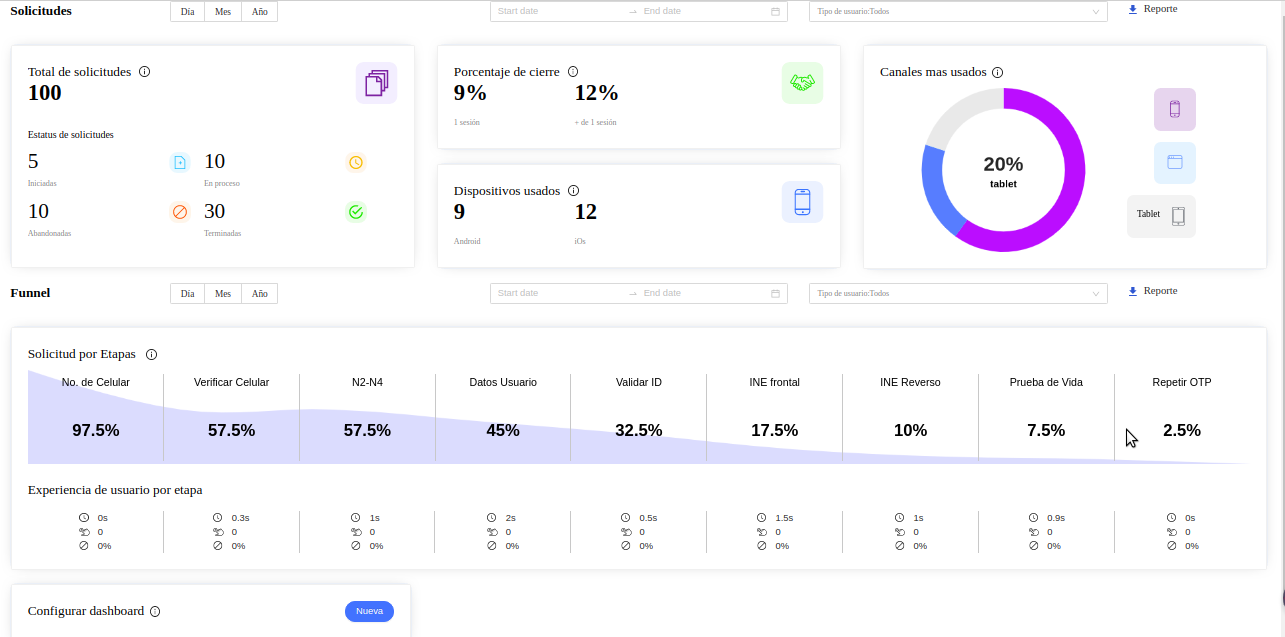 Solicitudes
Día Mes Año
Start date → End date
Tipo de usuario:Todos
Reporte
Total de solicitudes
100
Estatus de solicitudes
5 10
Iniciadas En proceso
10 30
Abandonadas Terminadas
Porcentaje de cierre
9% 12%
1 sesión + de 1 sesión
Dispositivos usados
9 12
Android iOs
Canales mas usados
20%
tablet
Tablet
Funnel
Día Mes Año
Start date → End date
Tipo de usuario:Todos
Reporte
Solicitud por Etapas
No. de Celular Verificar Celular N2-N4 Datos Usuario Validar ID INE frontal INE Reverso Prueba de Vida Repetir OTP
97.5% 57.5% 57.5% 45% 32.5% 17.5% 10% 7.5% 2.5%
Experiencia de usuario por etapa
0s 0.3s 1s 2s 0.5s 1.5s 1s 0.9s 0s
0 0 0 0 0 0 0 0 0
0% 0% 0% 0% 0% 0% 0% 0% 0%
Configurar dashboard
Nueva